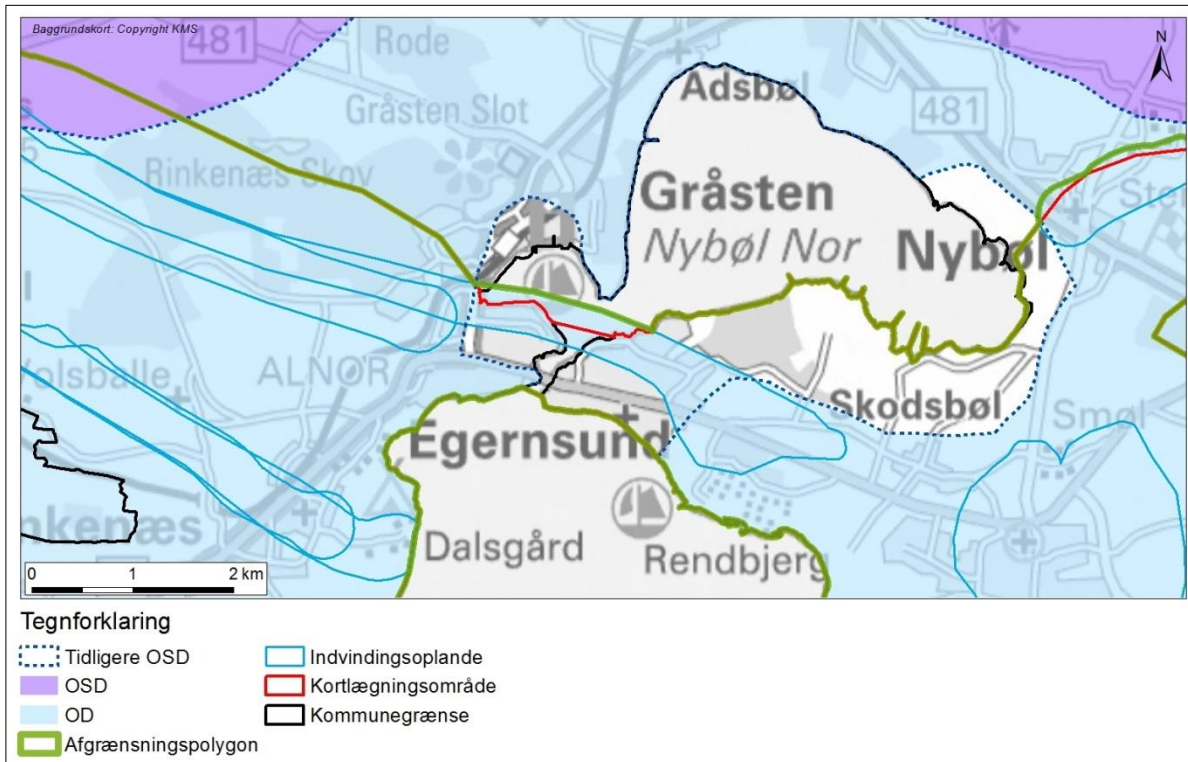 Baggrundskort: Copyright KMS
481
Rode
N
Adsbøl
Gråsten Slot
481
Rinkenæs Skov
Gråsten
Nybøl Nor
Nybøl
ALNOR
Skodsbøl
Smøl
Egernsund
Dalsgård
Rendbjerg
0 1 2 km
Tegnforklaring
Tidligere OSD
Indvindingsoplande
OSD
Kortlægningsområde
OD
Kommunegrænse
Afgrænsningspolygon